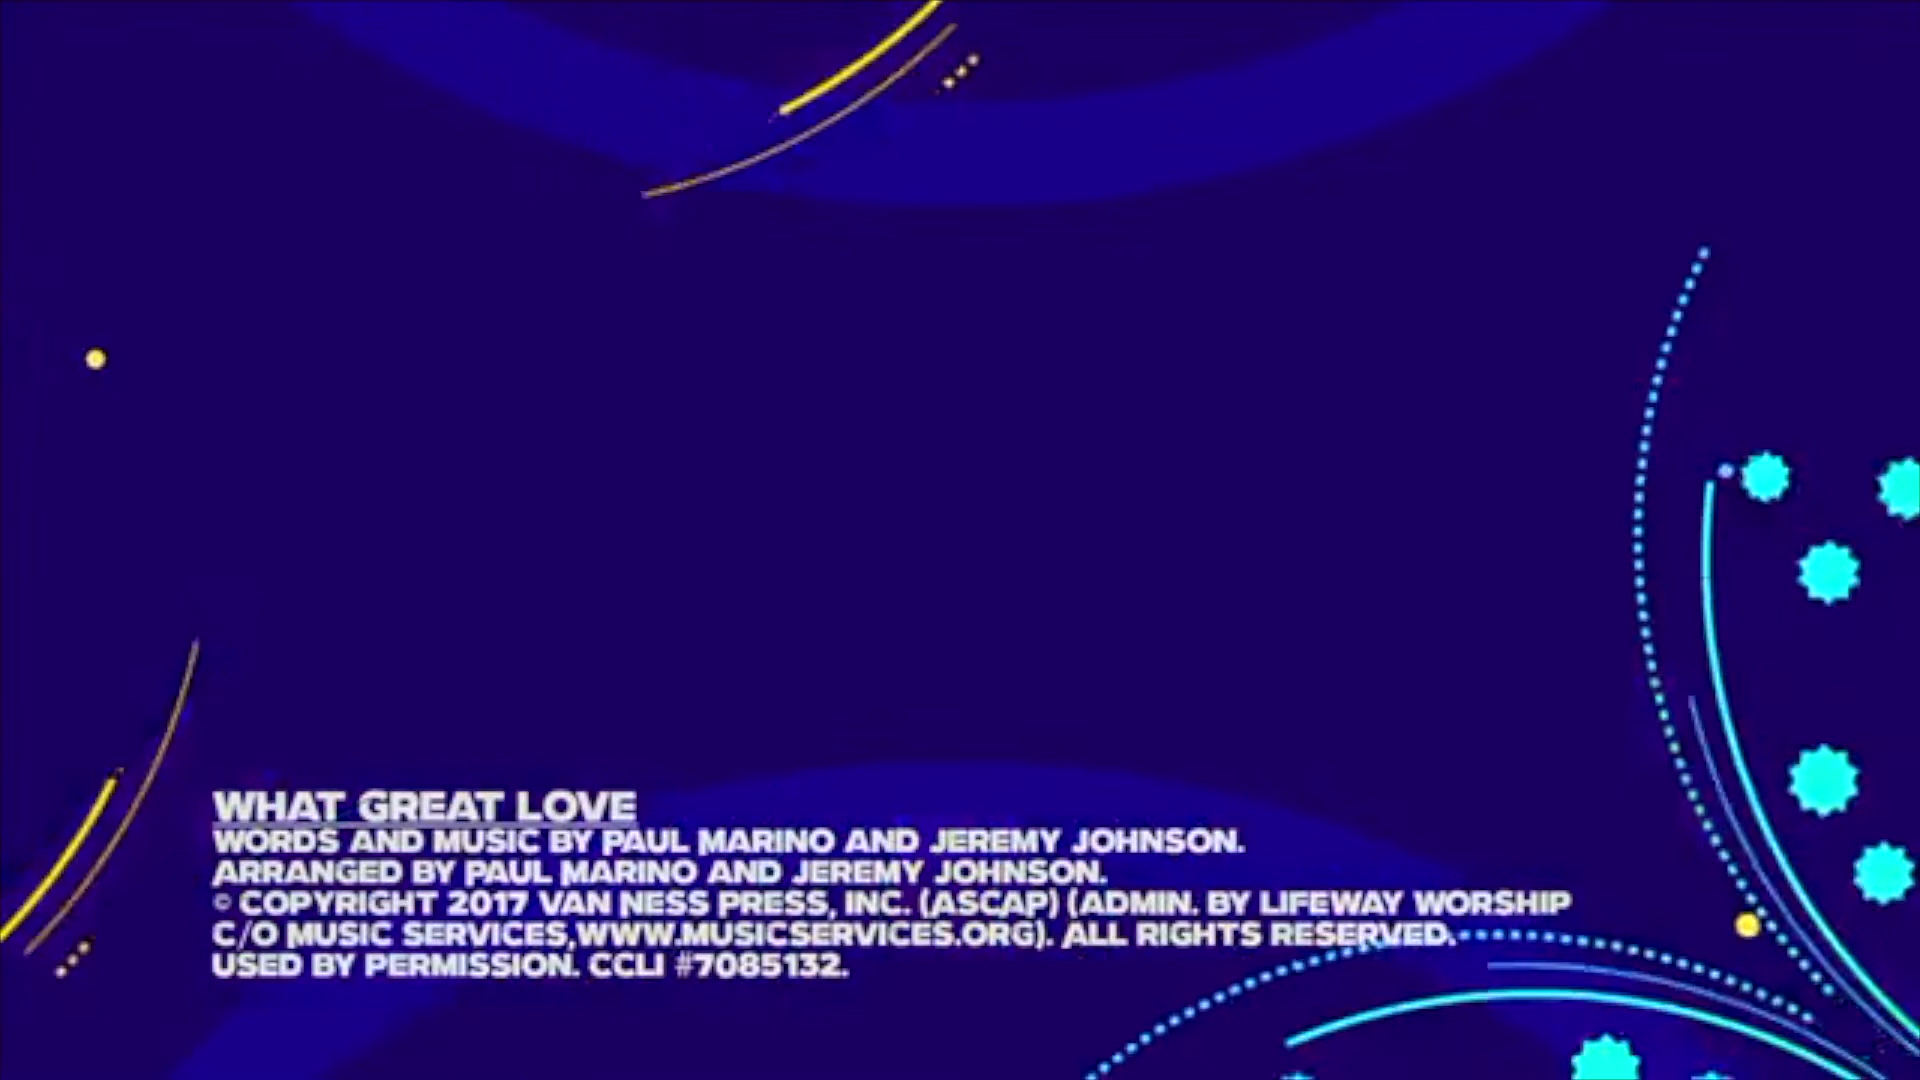 WHAT GREAT LOVE
WORDS AND MUSIC BY PAUL MARINO AND JEREMY JOHNSON.
ARRANGED BY PAUL MARINO AND JEREMY JOHNSON.
© COPYRIGHT 2017 VAN NESS PRESS, INC. (ASCAP) (ADMIN. BY LIFEWAY WORSHIP
C/O MUSIC SERVICES,WWW.MUSICSERVICES.ORG). ALL RIGHTS RESERVED.
USED BY PERMISSION. CCLI #7085132.